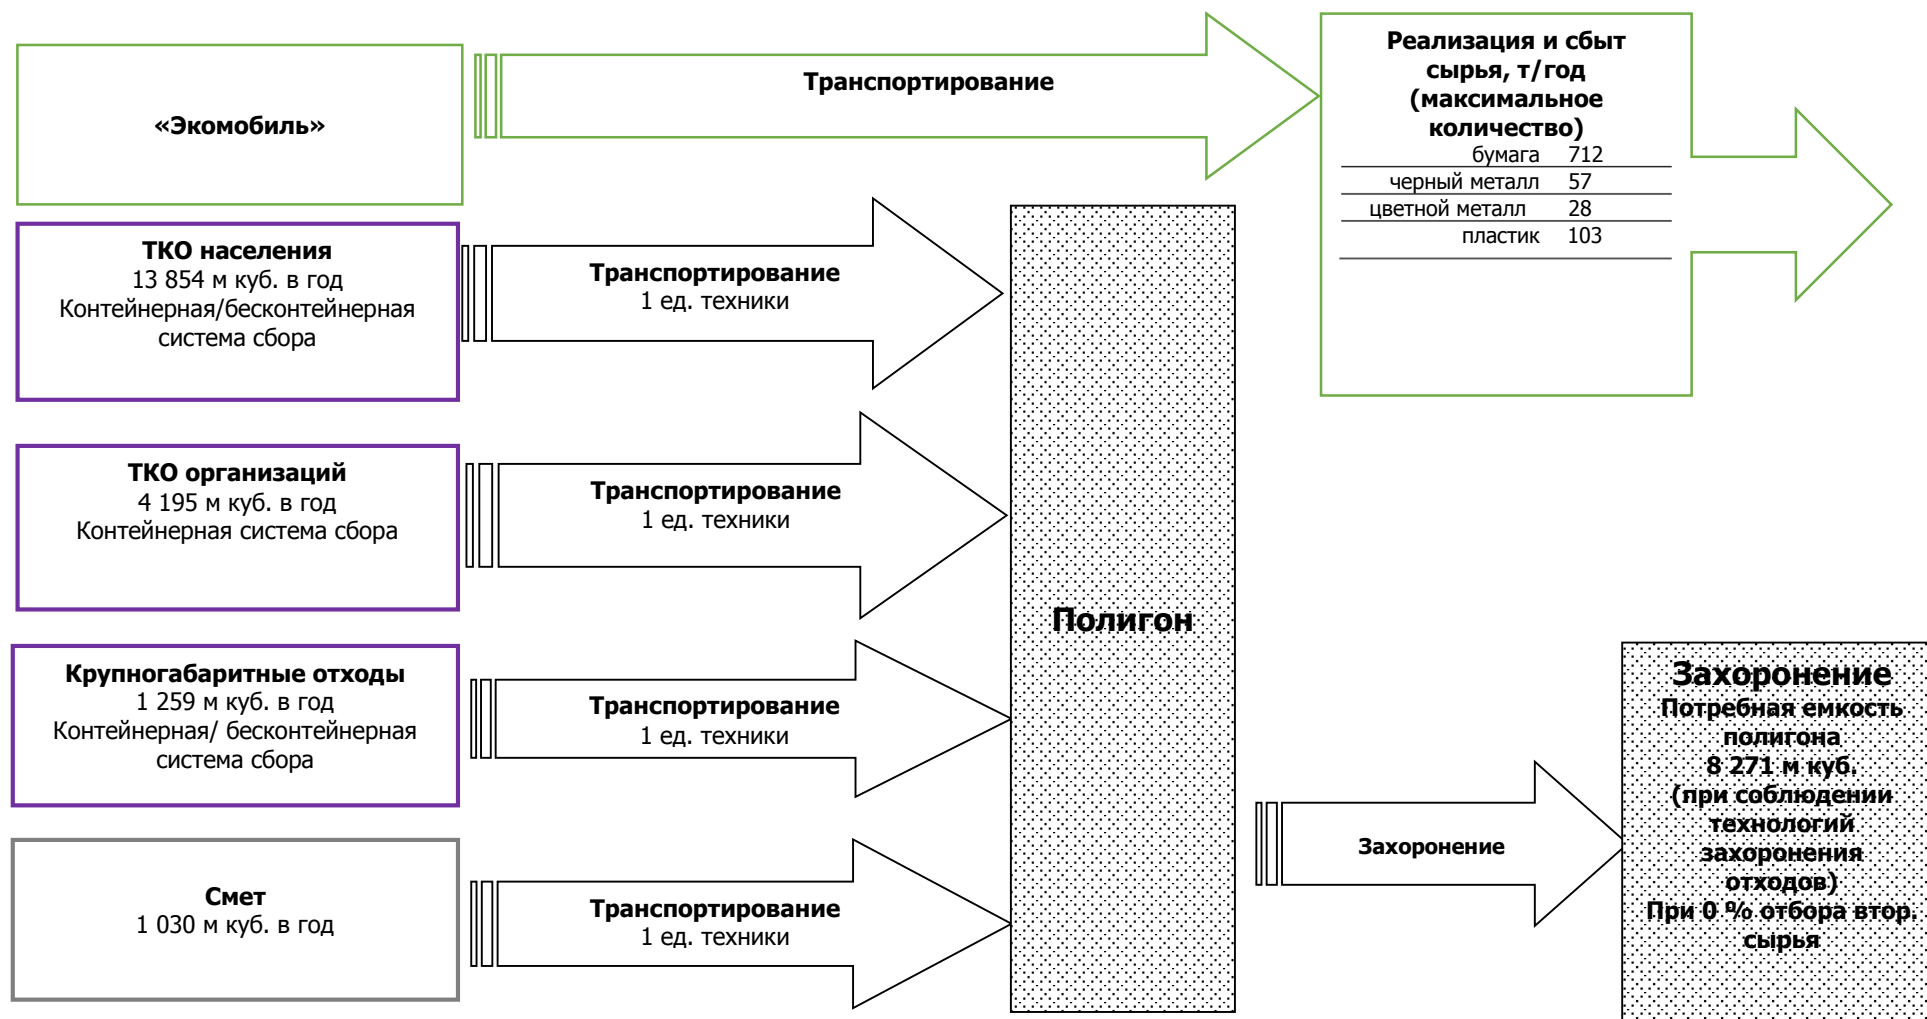 «Экомобиль»
Транспортирование
Реализация и сбыт
сырья, т/год
(максимальное
количество)
бумага 712
черный металл 57
цветной металл 28
пластик 103
ТКО населения
13 854 м куб. в год
Контейнерная/бесконтейнерная
система сбора
Транспортирование
1 ед. техники
ТКО организаций
4 195 м куб. в год
Контейнерная система сбора
Транспортирование
1 ед. техники
Крупногабаритные отходы
1 259 м куб. в год
Контейнерная/ бесконтейнерная
система сбора
Транспортирование
1 ед. техники
Смет
1 030 м куб. в год
Транспортирование
1 ед. техники
Полигон
Захоронение
Захоронение
Потребная емкость
полигона
8 271 м куб.
(при соблюдении
технологий
захоронения
отходов)
При 0 % отбора втор.
сырья